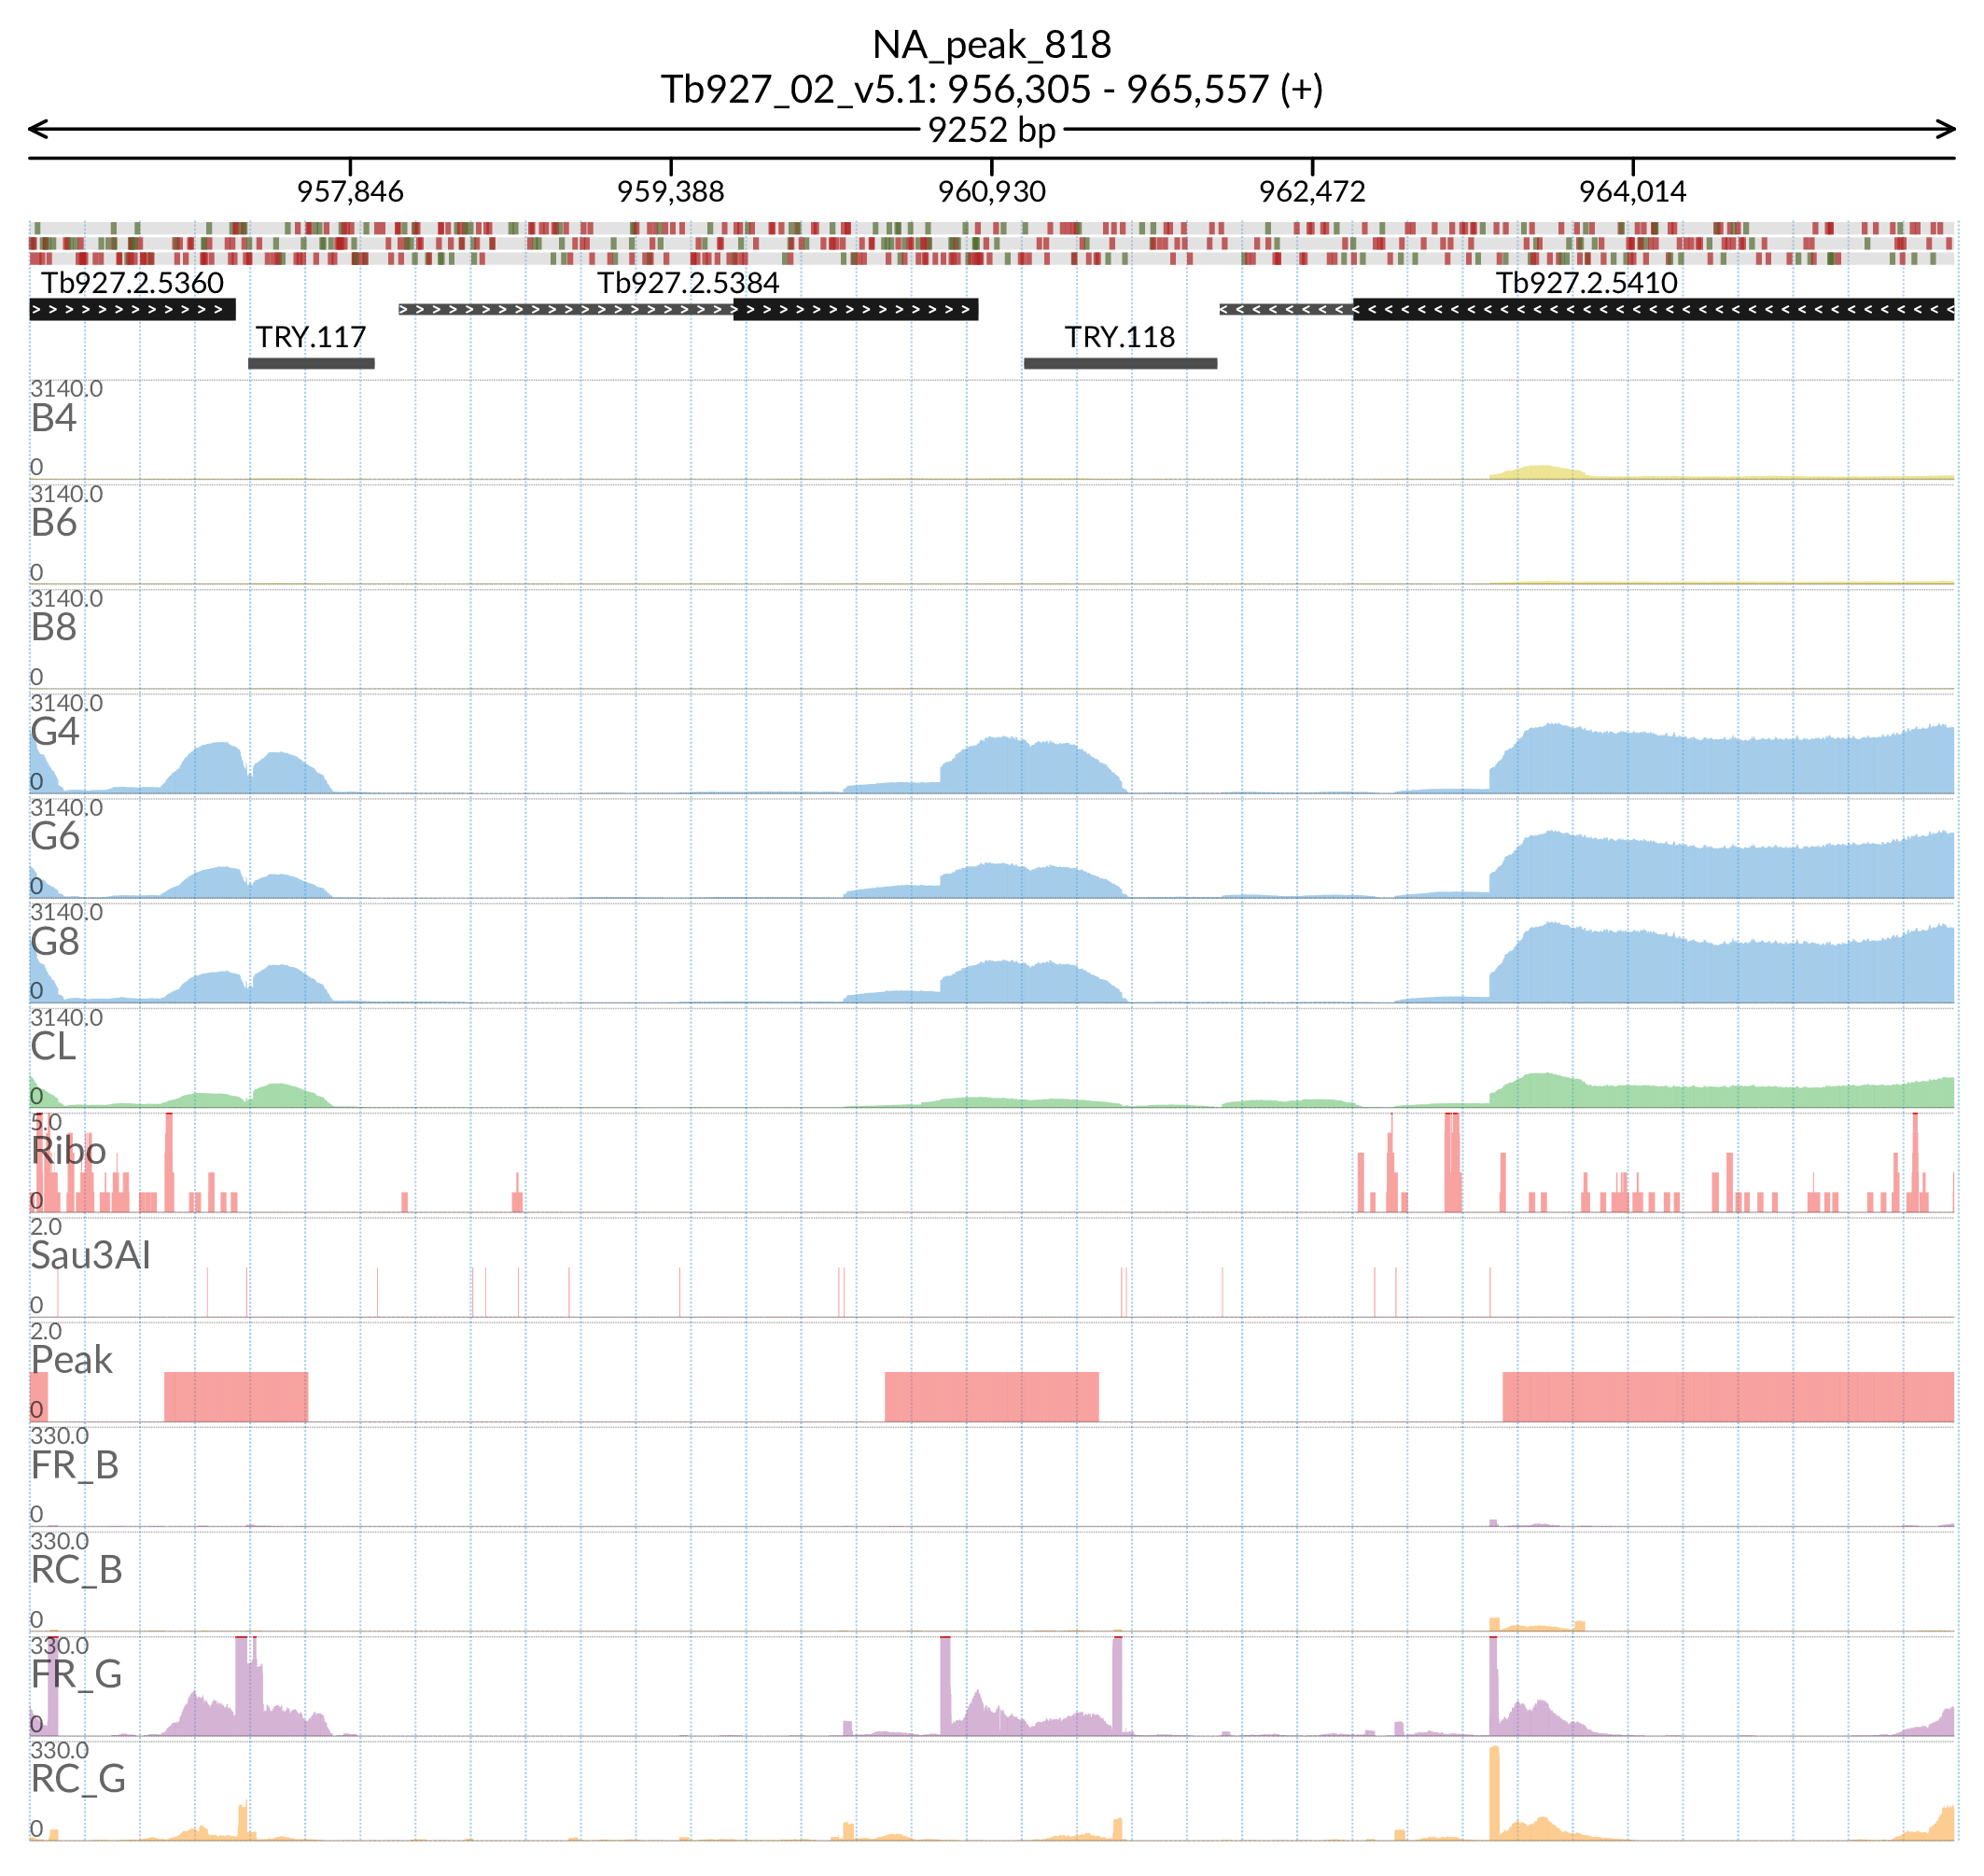 NA_peak_818
Tb927_02_v5.1: 956,305 - 965,557 (+)
9252 bp
957,846 959,388 960,930 962,472 964,014
Tb927.2.5360 Tb927.2.5384 Tb927.2.5410
TRY.117 TRY.118
3140.0
B4
0
3140.0
B6
0
3140.0
B8
0
3140.0
G4
0
3140.0
G6
0
3140.0
G8
0
3140.0
CL
0
5.0
Ribo
0
2.0
Sau3AI
0
2.0
Peak
0
330.0
FR_B
0
330.0
RC_B
0
330.0
FR_G
0
330.0
RC_G
0